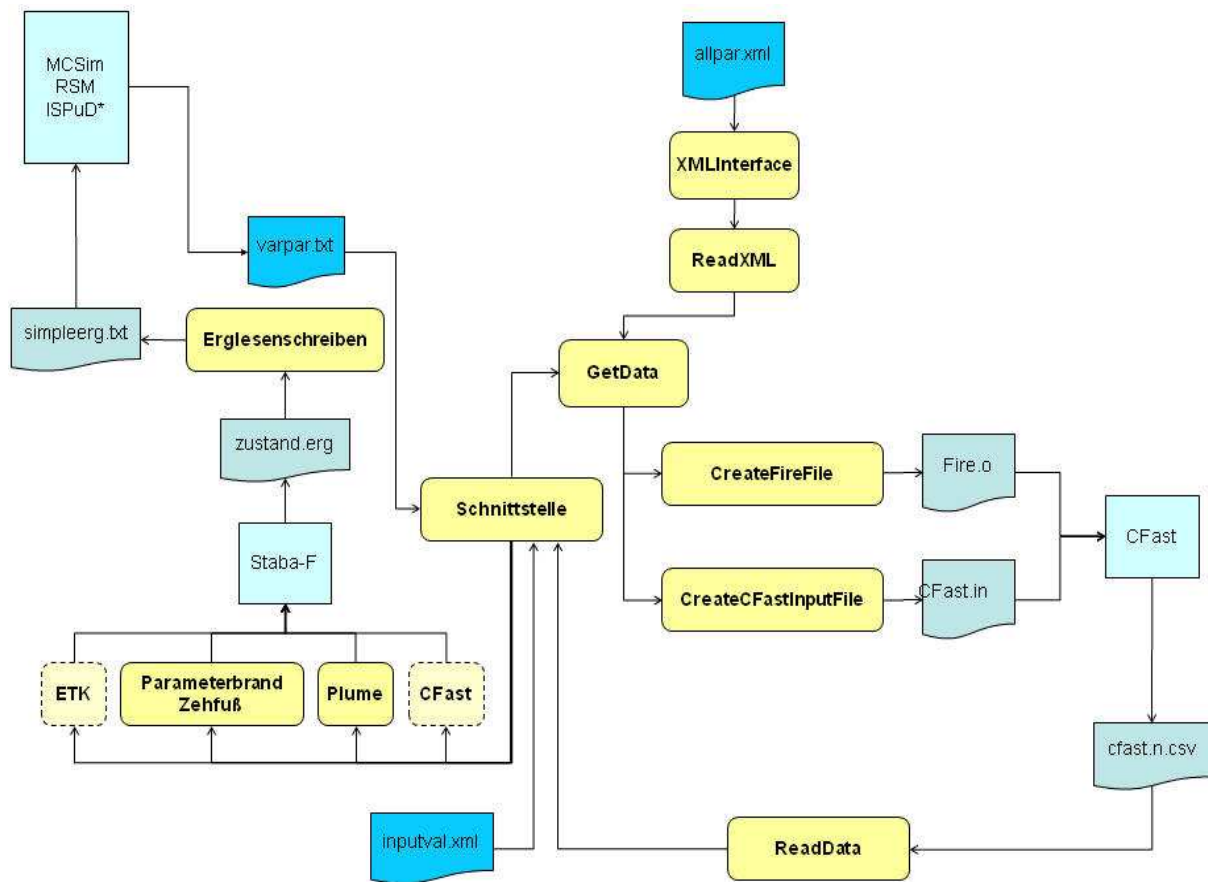 MCSim
RSM
ISPuD*
allpar.xml
XMLInterface
varpar.txt
ReadXML
simpleerg.txt
Erglesenschreiben
GetData
zustand.erg
CreateFireFile
Fire.o
Schnittstelle
CFast
Staba-F
CreateCFastInputFile
CFast.in
ETK
Parameterbrand
Zehfuß
Plume
CFast
cfast.n.csv
inputval.xml
ReadData